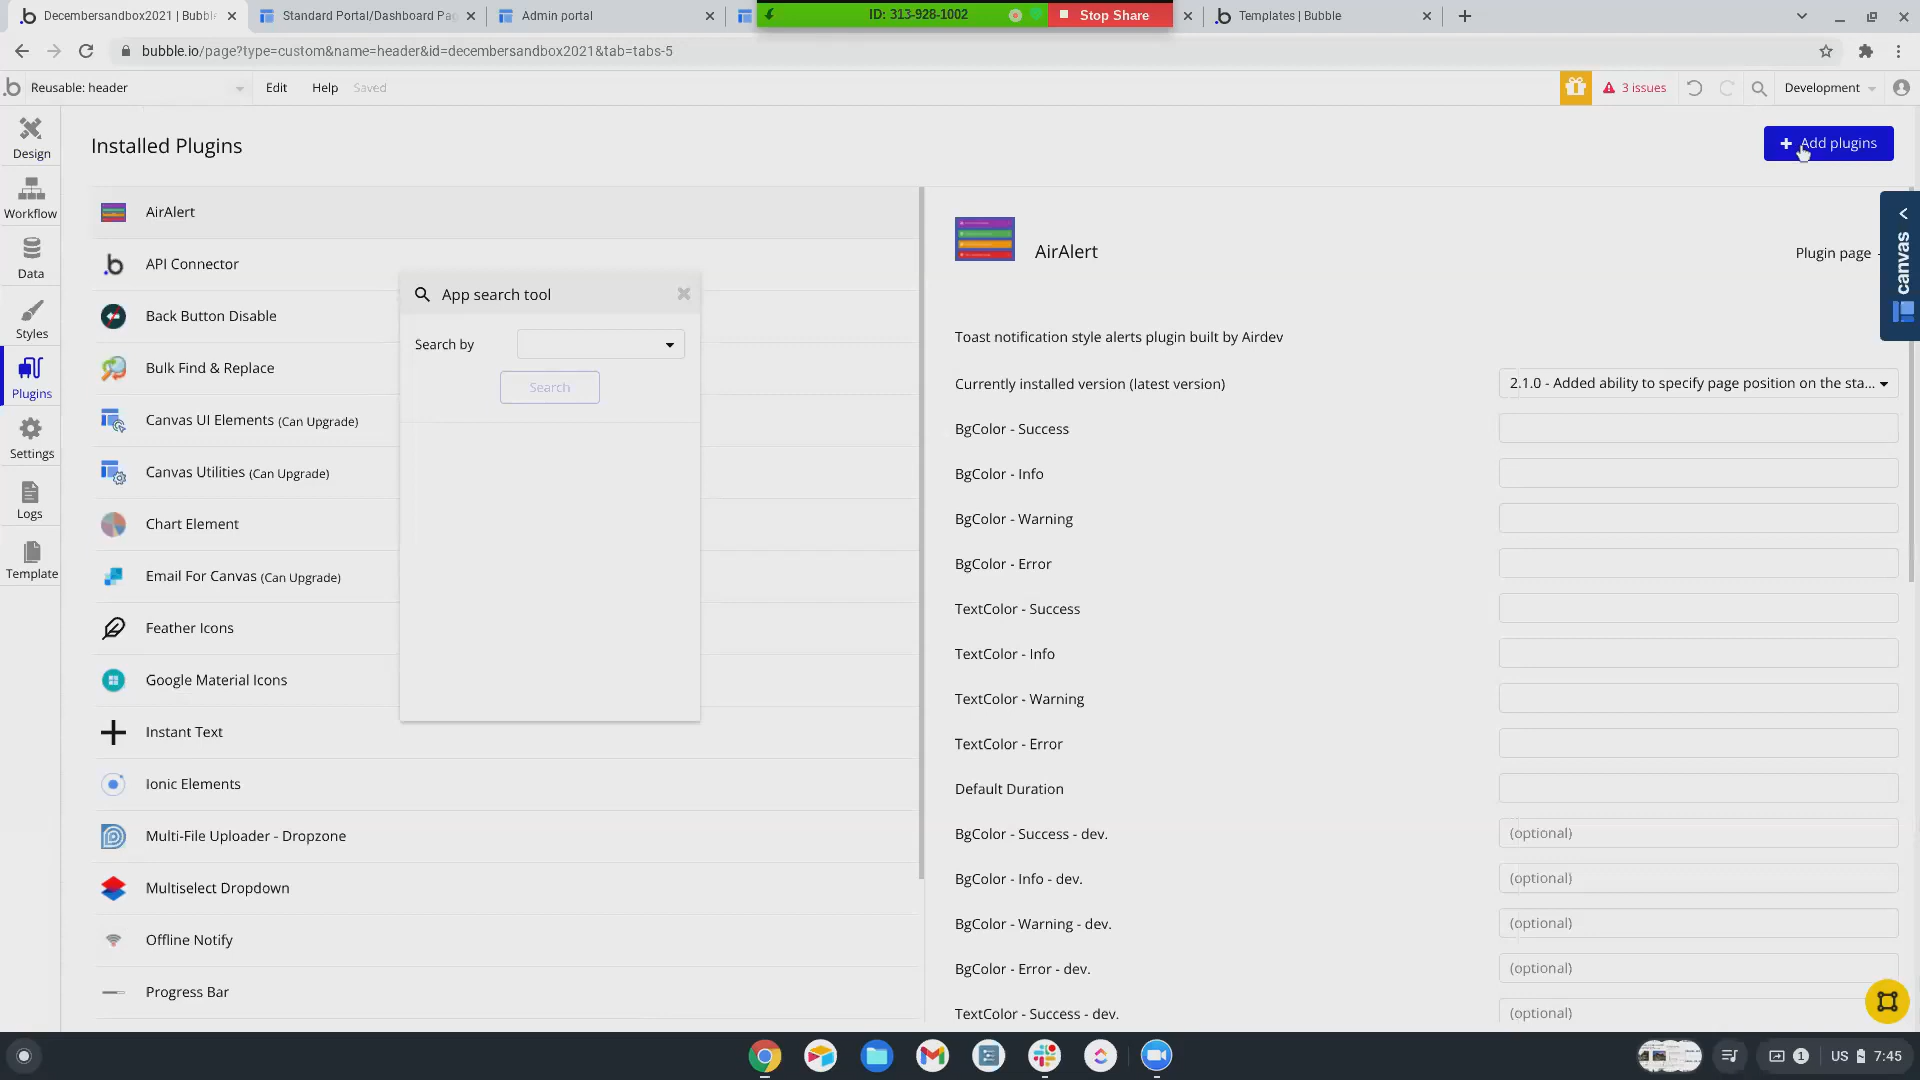 Decembersandbox2021 | Bubbl
Standard Portal/Dashboard Pag
Admin portal
ID: 313-928-1002
Stop Share
Templates | Bubble
bubble.io/page?type=custom&name=header&id=decembersandbox2021&tab=tabs-5
Reusable: header
Edit
Help
Saved
3 issues
Development
Design
Workflow
Data
Styles
Plugins
Settings
Logs
Template
Installed Plugins
Add plugins
AirAlert
API Connector
Back Button Disable
Bulk Find & Replace
Canvas UI Elements (Can Upgrade)
Canvas Utilities (Can Upgrade)
Chart Element
Email For Canvas (Can Upgrade)
Feather Icons
Google Material Icons
Instant Text
Ionic Elements
Multi-File Uploader - Dropzone
Multiselect Dropdown
Offline Notify
Progress Bar
App search tool
Search by
Search
AirAlert
Plugin page
canvas
Toast notification style alerts plugin built by Airdev
Currently installed version (latest version)
2.1.0 - Added ability to specify page position on the sta...
BgColor - Success
BgColor - Info
BgColor - Warning
BgColor - Error
TextColor - Success
TextColor - Info
TextColor - Warning
TextColor - Error
Default Duration
BgColor - Success - dev.
(optional)
BgColor - Info - dev.
(optional)
BgColor - Warning - dev.
(optional)
BgColor - Error - dev.
(optional)
TextColor - Success - dev.
(optional)
1
US
7:45